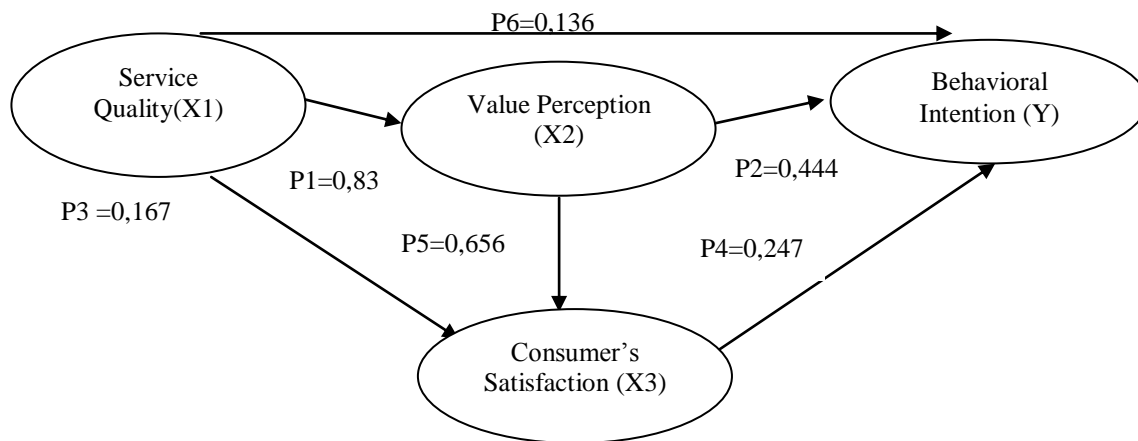 P6=0,136
Service
Quality(X1)
Value Perception
(X2)
Behavioral
Intention (Y)
P1=0,83
P2=0,444
P3 =0,167
P5=0,656
P4=0,247
Consumer’s
Satisfaction (X3)